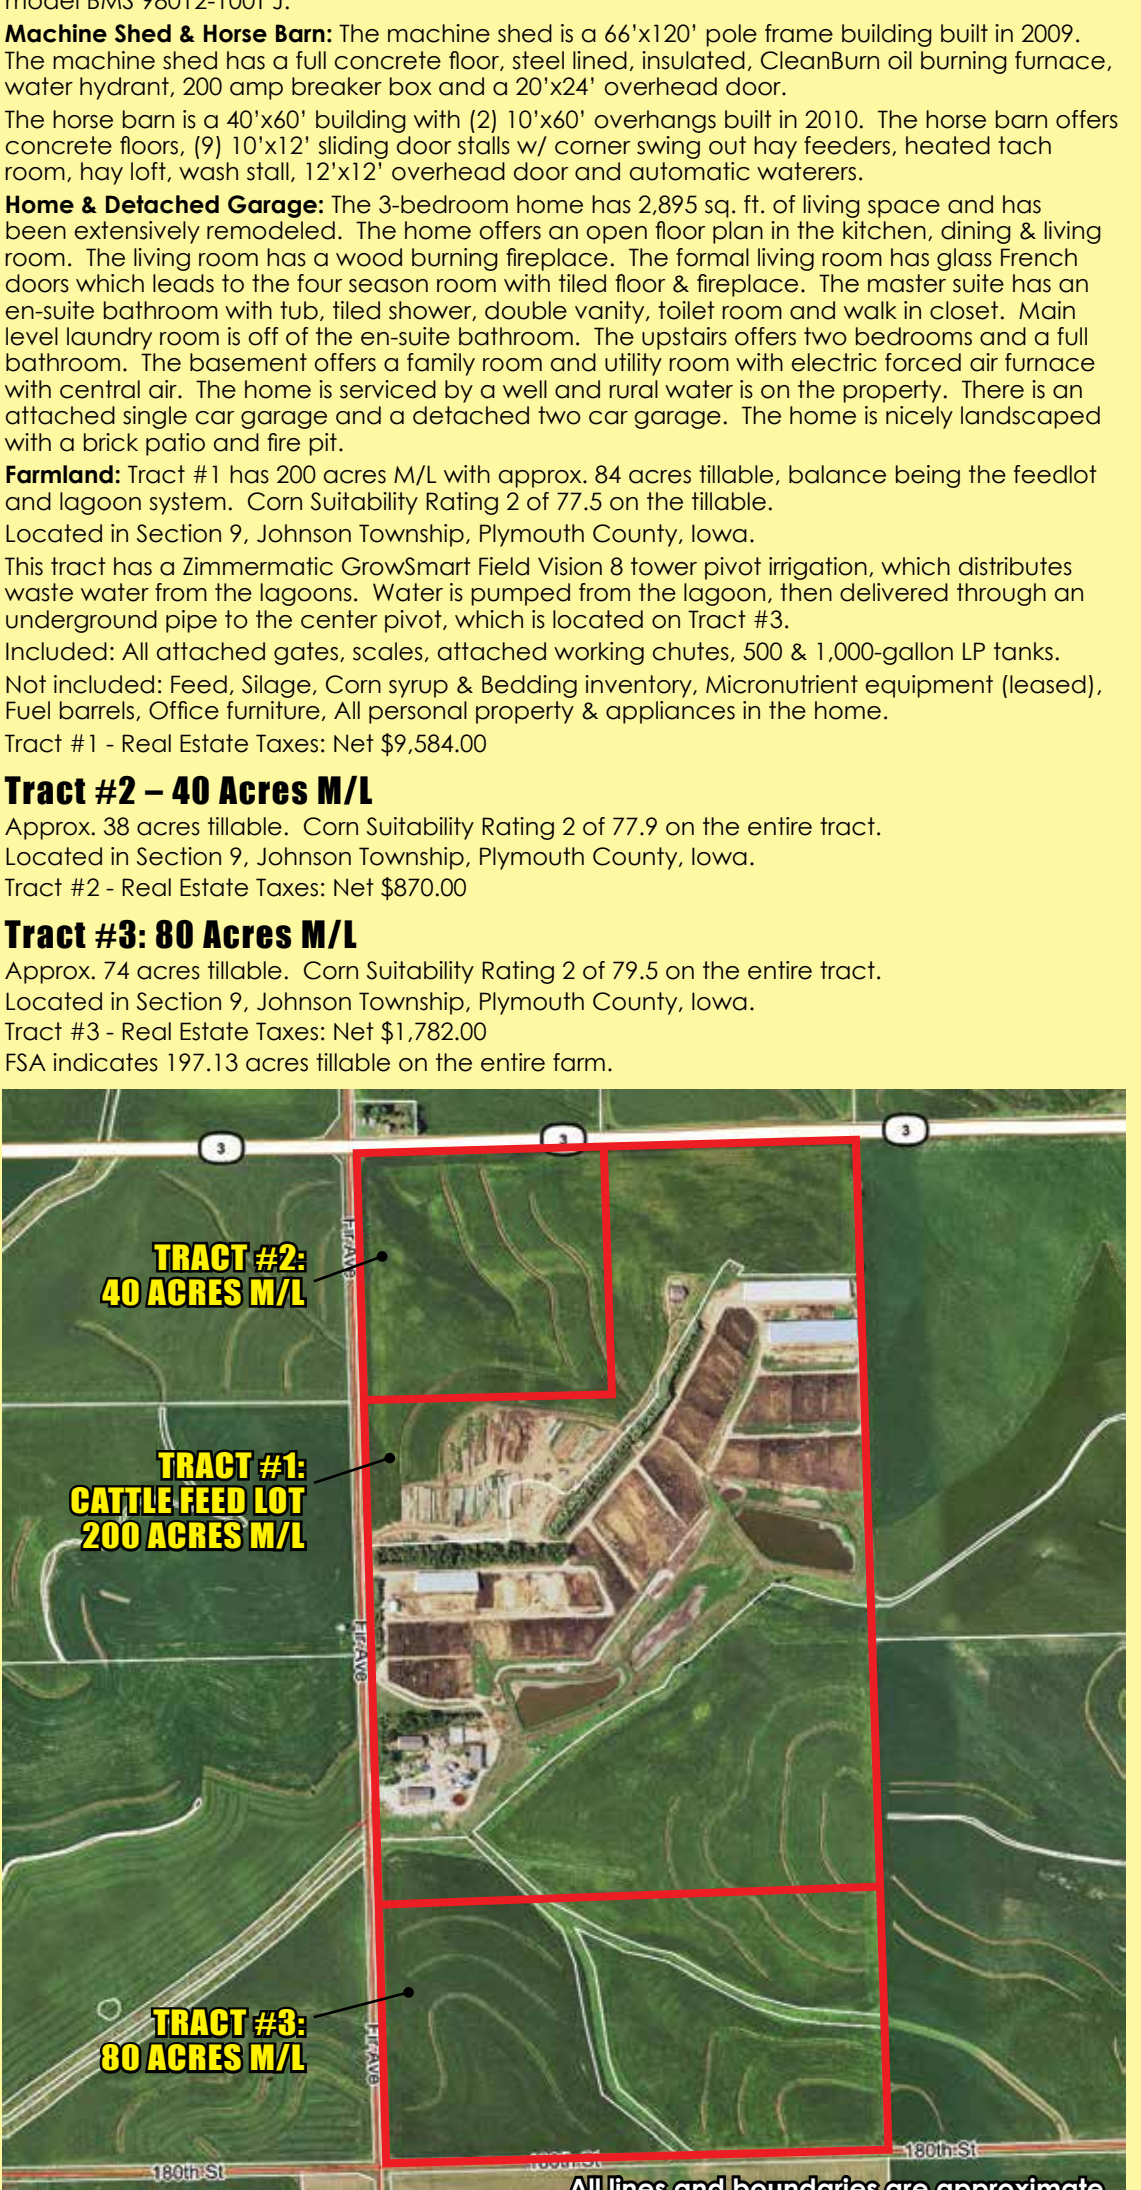 model BMS 98012-1001 J.
Machine Shed & Horse Barn: The machine shed is a 66'x120' pole frame building built in 2009.
The machine shed has a full concrete floor, steel lined, insulated, CleanBurn oil burning furnace,
water hydrant, 200 amp breaker box and a 20'x24' overhead door.
The horse barn is a 40'x60' building with (2) 10'x60' overhangs built in 2010. The horse barn offers
concrete floors, (9) 10'x12' sliding door stalls w/ corner swing out hay feeders, heated tach
room, hay loft, wash stall, 12'x12' overhead door and automatic waterers.
Home & Detached Garage: The 3-bedroom home has 2,895 sq. ft. of living space and has
been extensively remodeled. The home offers an open floor plan in the kitchen, dining & living
room. The living room has a wood burning fireplace. The formal living room has glass French
doors which leads to the four season room with tiled floor & fireplace. The master suite has an
en-suite bathroom with tub, tiled shower, double vanity, toilet room and walk in closet. Main
level laundry room is off of the en-suite bathroom. The upstairs offers two bedrooms and a full
bathroom. The basement offers a family room and utility room with electric forced air furnace
with central air. The home is serviced by a well and rural water is on the property. There is an
attached single car garage and a detached two car garage. The home is nicely landscaped
with a brick patio and fire pit.
Farmland: Tract #1 has 200 acres M/L with approx. 84 acres tillable, balance being the feedlot
and lagoon system. Corn Suitability Rating 2 of 77.5 on the tillable.
Located in Section 9, Johnson Township, Plymouth County, Iowa.
This tract has a Zimmermatic GrowSmart Field Vision 8 tower pivot irrigation, which distributes
waste water from the lagoons. Water is pumped from the lagoon, then delivered through an
underground pipe to the center pivot, which is located on Tract #3.
Included: All attached gates, scales, attached working chutes, 500 & 1,000-gallon LP tanks.
Not included: Feed, Silage, Corn syrup & Bedding inventory, Micronutrient equipment (leased),
Fuel barrels, Office furniture, All personal property & appliances in the home.
Tract #1 - Real Estate Taxes: Net $9,584.00
Tract #2 – 40 Acres M/L
Approx. 38 acres tillable. Corn Suitability Rating 2 of 77.9 on the entire tract.
Located in Section 9, Johnson Township, Plymouth County, Iowa.
Tract #2 - Real Estate Taxes: Net $870.00
Tract #3: 80 Acres M/L
Approx. 74 acres tillable. Corn Suitability Rating 2 of 79.5 on the entire tract.
Located in Section 9, Johnson Township, Plymouth County, Iowa.
Tract #3 - Real Estate Taxes: Net $1,782.00
FSA indicates 197.13 acres tillable on the entire farm.
3
3
3
Fir Ave
TRACT #2:
40 ACRES M/L
TRACT #1:
CATTLE FEED LOT
200 ACRES M/L
Fir Ave
TRACT #3:
80 ACRES M/L
Fir Ave
180th St
180th St
180th St
All lines and boundaries are approximate